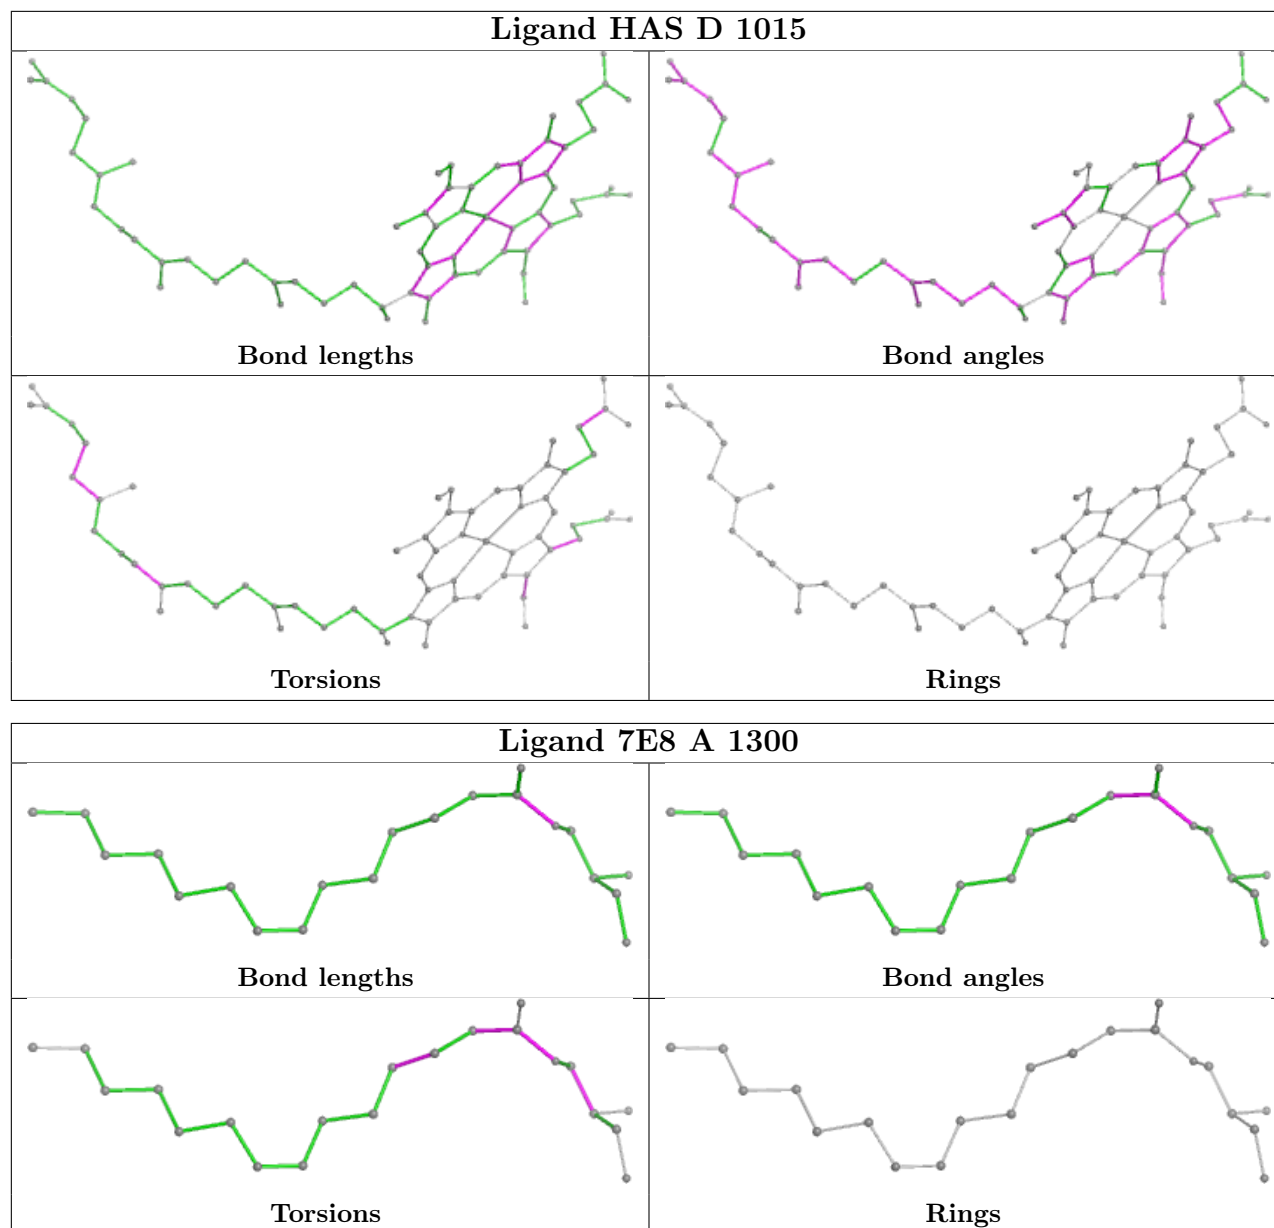 Ligand HAS D 1015
Bond lengths
Bond angles
Torsions
Rings
Ligand 7E8 A 1300
Bond lengths
Bond angles
Torsions
Rings